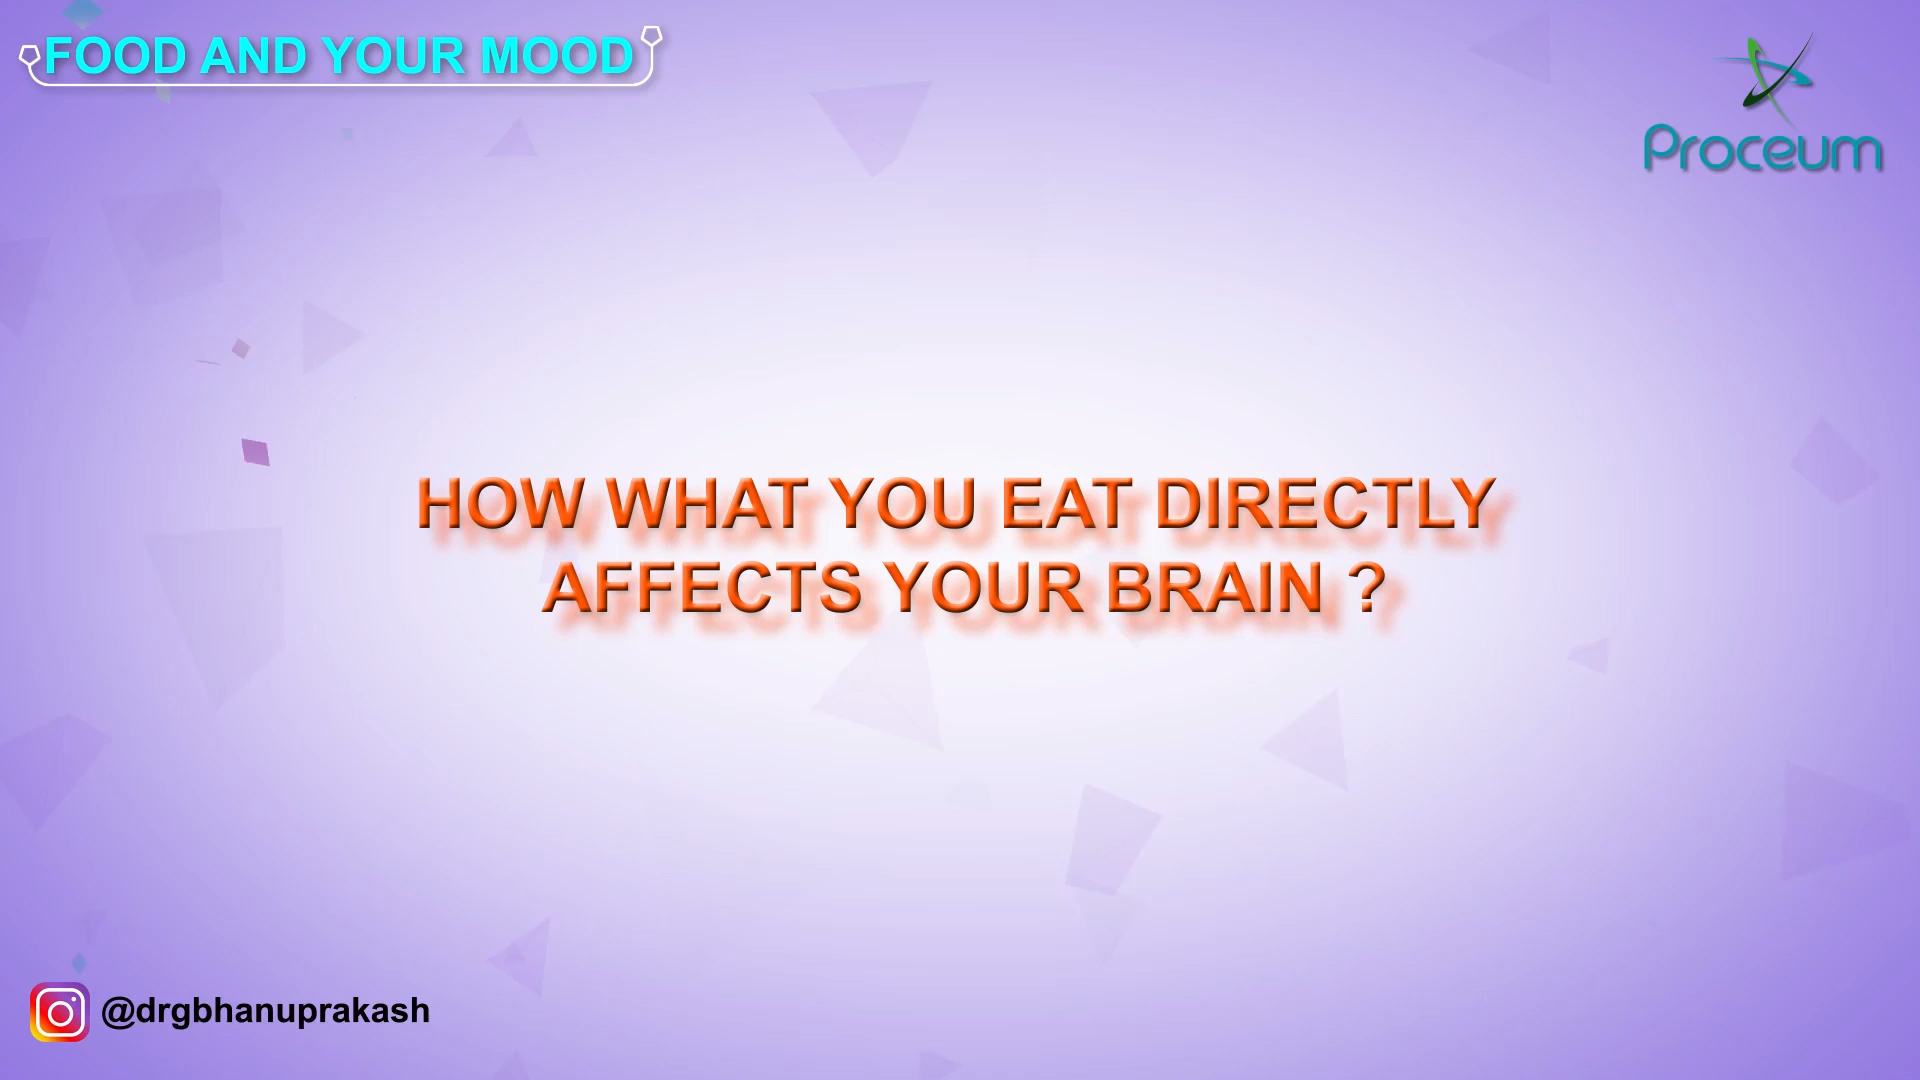 FOOD AND YOUR MOOD
Proceum
HOW WHAT YOU EAT DIRECTLY
AFFECTS YOUR BRAIN ?
@drgbhanuprakash